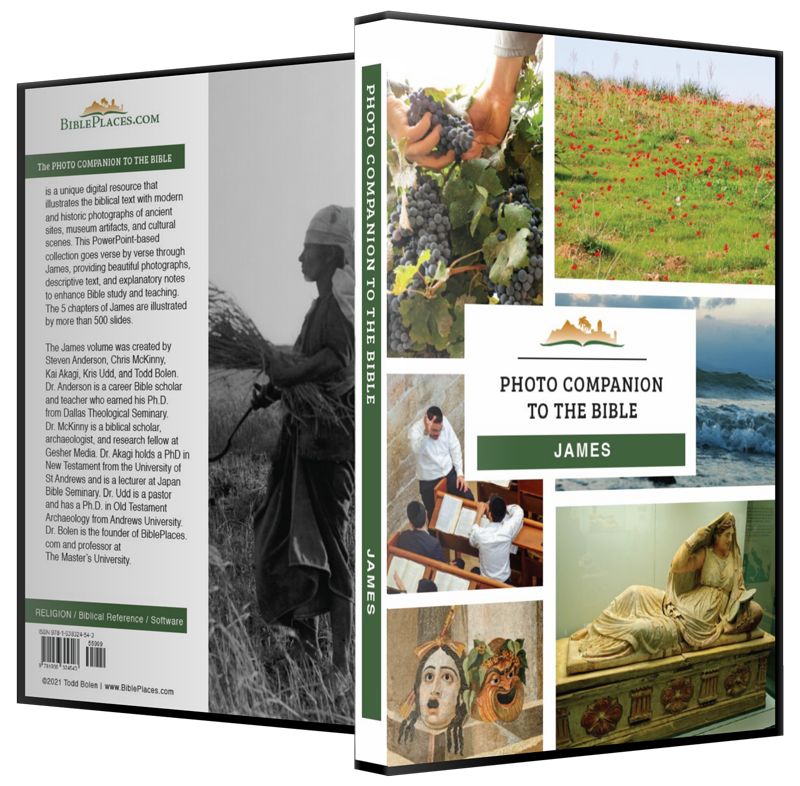 BIBLEPLACES.COM
The PHOTO COMPANION TO THE BIBLE
is a unique digital resource that
illustrates the biblical text with modern
and historic photographs of ancient
sites, museum artifacts, and cultural
scenes. This PowerPoint-based
collection goes verse by verse through
James, providing beautiful photographs,
descriptive text, and explanatory notes
to enhance Bible study and teaching.
The 5 chapters of James are illustrated
by more than 500 slides.
The James volume was created by
Steven Anderson, Chris McKinny,
Kai Akagi, Kris Udd, and Todd Bolen.
Dr. Anderson is a career Bible scholar
and teacher who earned his Ph.D.
from Dallas Theological Seminary.
Dr. McKinny is a biblical scholar,
archaeologist, and research fellow at
Gesher Media. Dr. Akagi holds a PhD in
New Testament from the University of
St Andrews and is a lecturer at Japan
Bible Seminary. Dr. Udd is a pastor
and has a Ph.D. in Old Testament
Archaeology from Andrews University.
Dr. Bolen is the founder of BiblePlaces.
com and professor at
The Master's University.
RELIGION / Biblical Reference / Software
©2021 Todd Bolen | www.BiblePlaces.com
PHOTO COMPANION TO THE BIBLE
JAMES
PHOTO COMPANION
TO THE BIBLE
JAMES